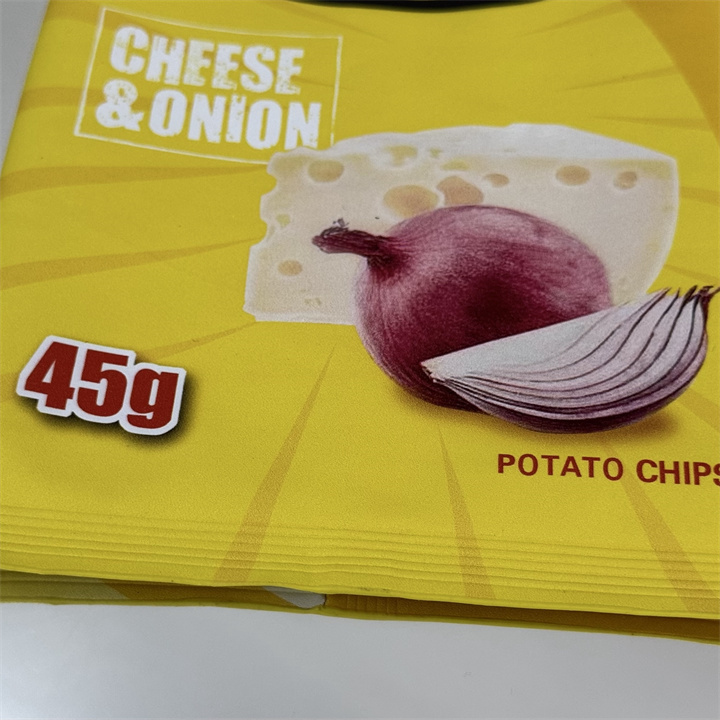 CHEESE
&ONION
45g
POTATO CHIPS